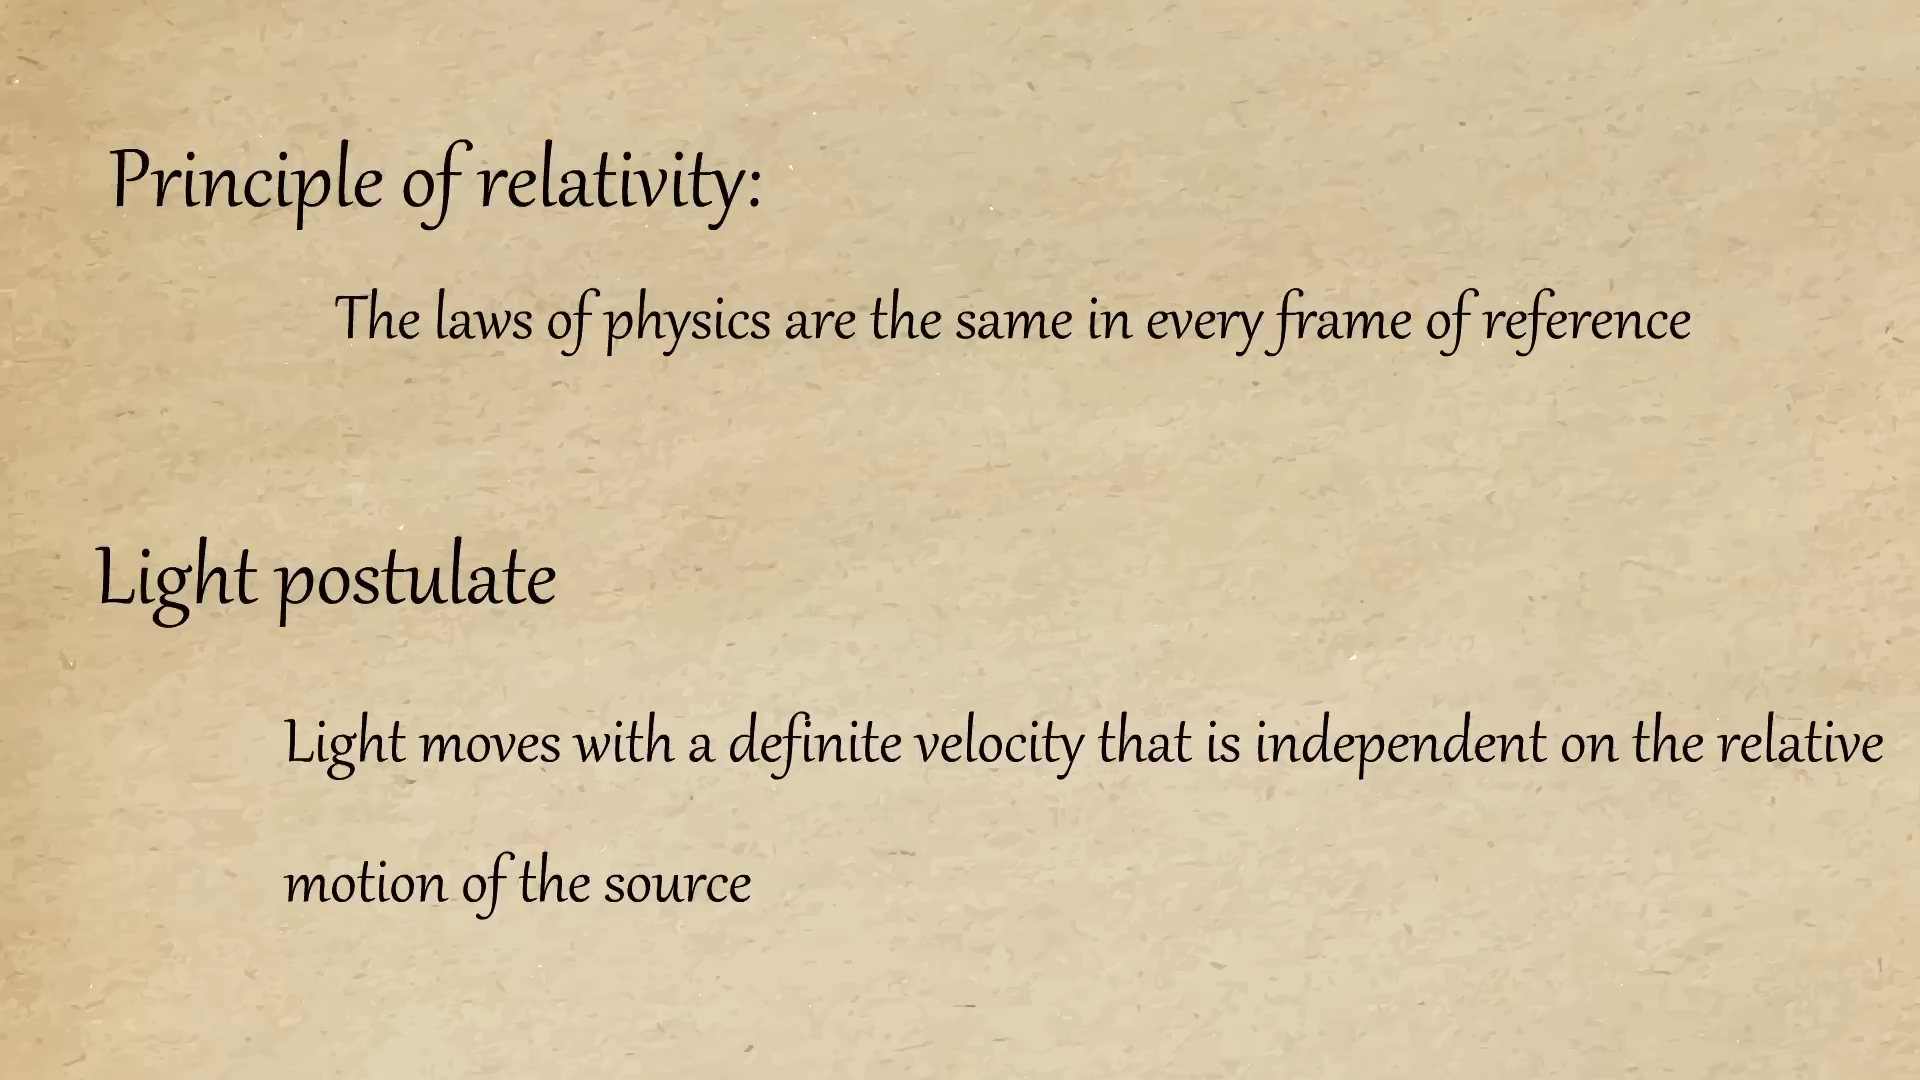 Principle of relativity:
The laws of physics are the same in every frame of reference
Light postulate
Light moves with a definite velocity that is independent on the relative
motion of the source